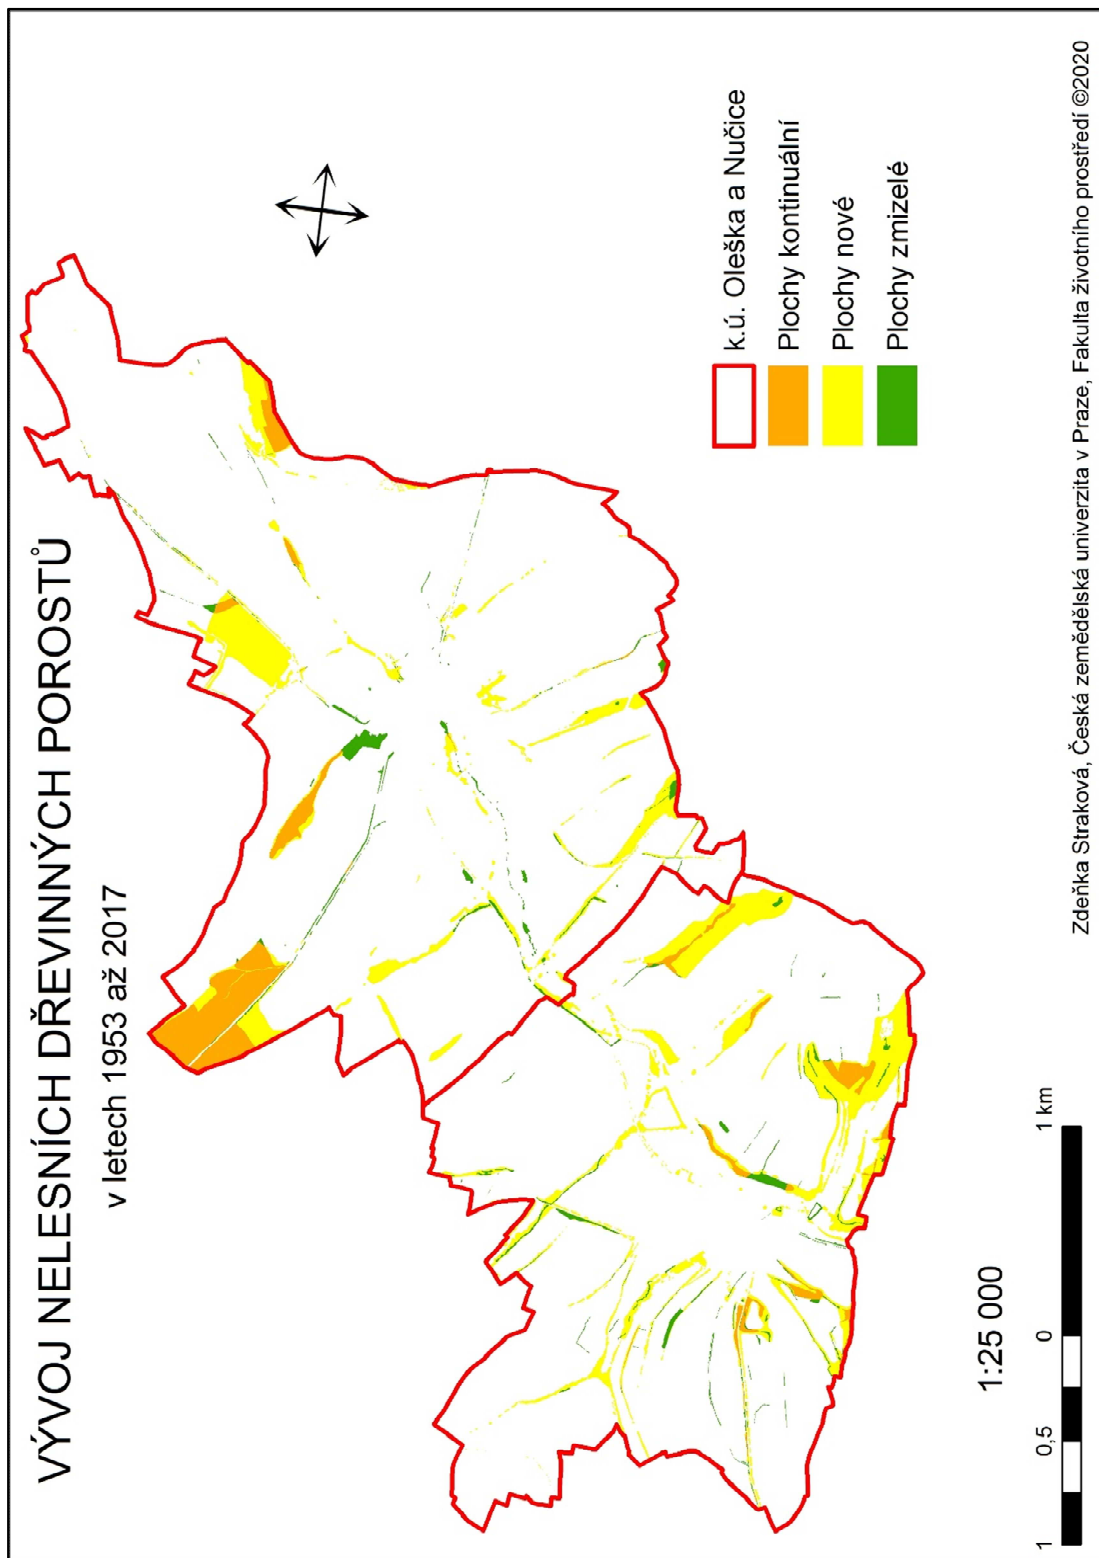 VÝVOJ NELESNÍCH DŘEVINNÝCH POROSTŮ
v letech 1953 až 2017
k.ú. Oleška a Nučice
Plochy kontinuální
Plochy nové
Plochy zmizelé
1:25 000
1 0,5 0 1 km
Zdeňka Straková, Česká zemědělská univerzita v Praze, Fakulta životního prostředí ©2020